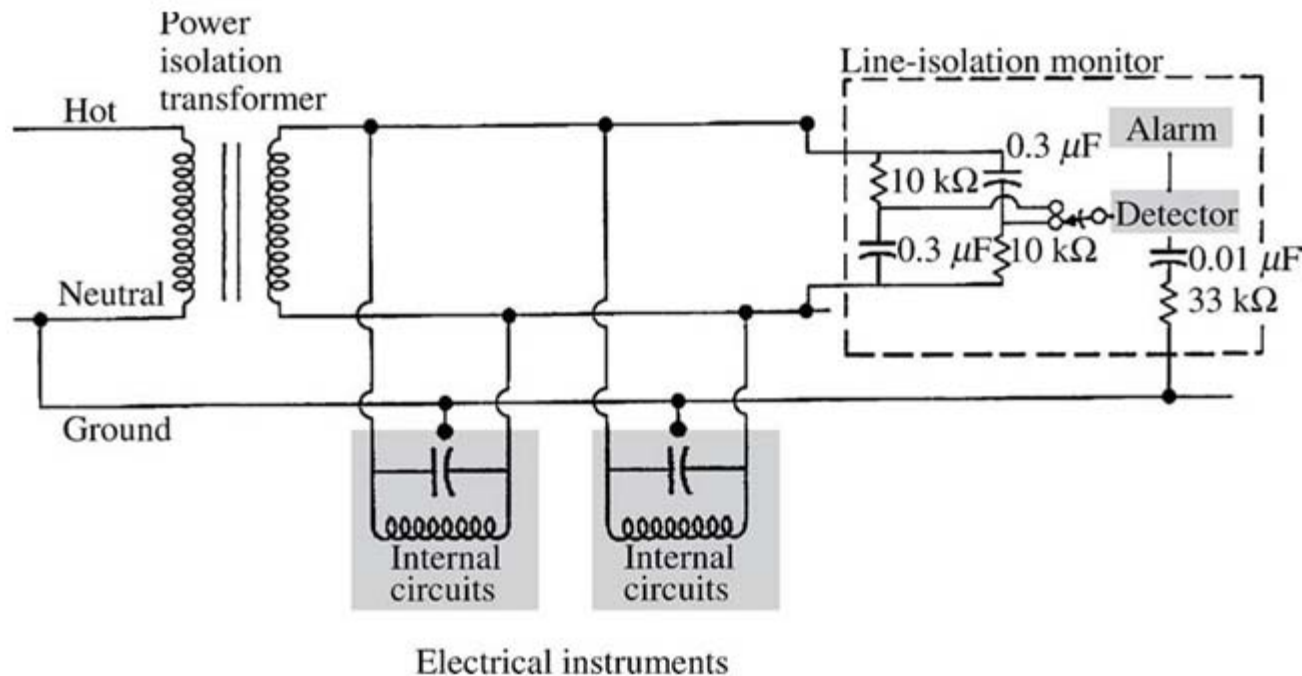 Power
isolation
transformer
Hot
Neutral
Ground
Line-isolation monitor
0.3 μF
Alarm
10 kΩ
Detector
0.3 μF
10 kΩ
0.01 μF
33 kΩ
Internal
circuits
Internal
circuits
Electrical instruments